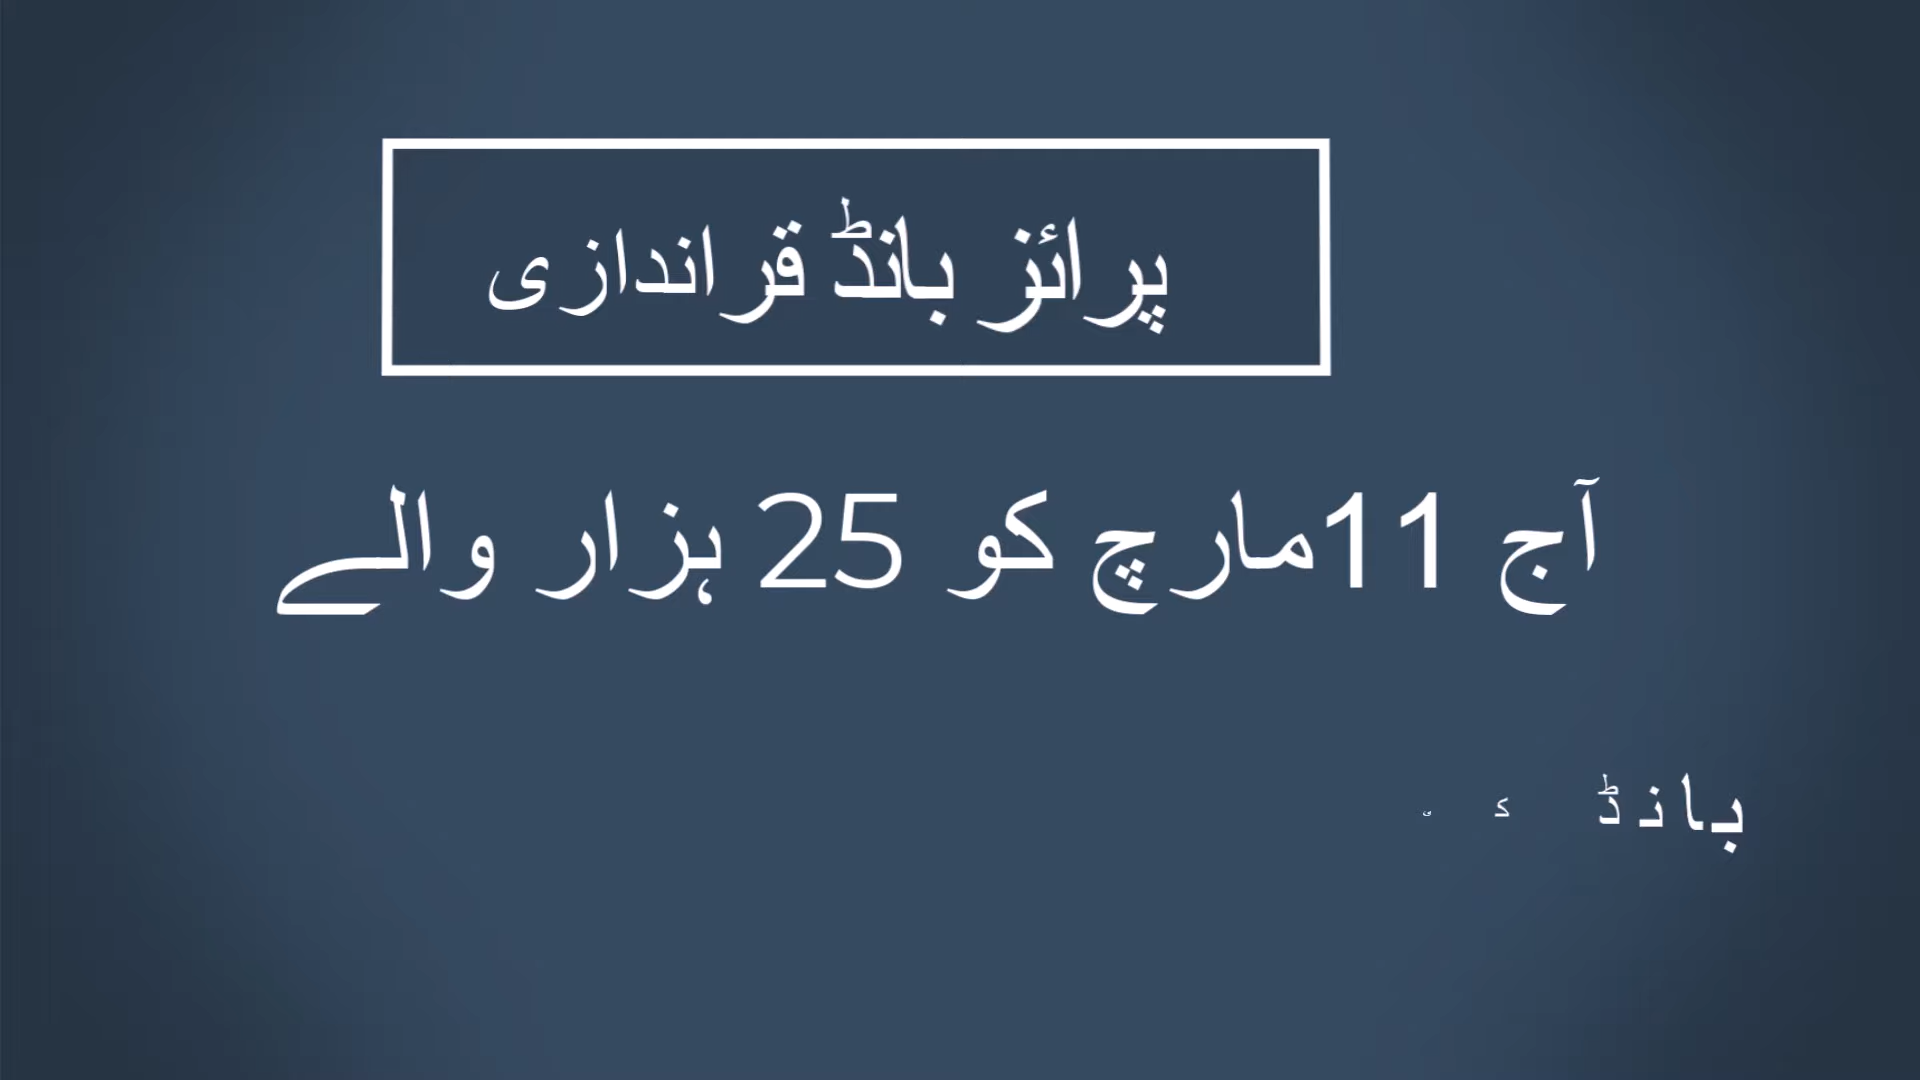 پرائز بانڈ قراندازی
آج 11مارچ کو 25 ہزار والے
بانڈ ک